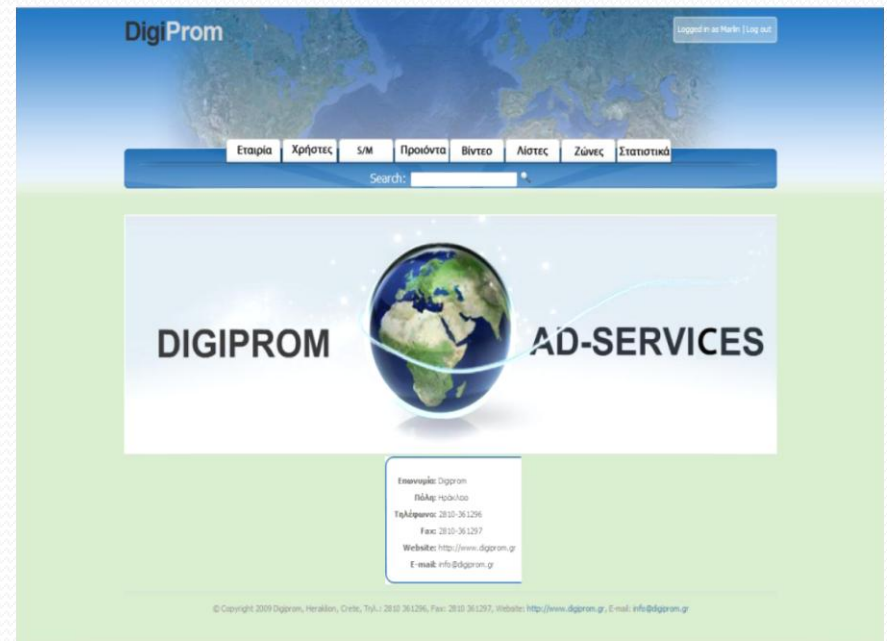 DigiProm
Logged in as Marlin | Log out
Εταιρία Χρήστες S/M Προιόντα Βίντεο Λίστες Ζώνες Στατιστικά
Search:
DIGIPROM AD-SERVICES
Επωνυμία: Digiprom
Πόλη: Ηράκλειο
Τηλέφωνο: 2810-361296
Fax: 2810-361297
Website: http://www.digiprom.gr
E-mail: info@digiprom.gr
© Copyright 2009 Digiprom, Heraklion, Crete, Τηλ.: 2810 361296, Fax: 2810 361297, Website: http://www.digiprom.gr, E-mail: info@digiprom.gr